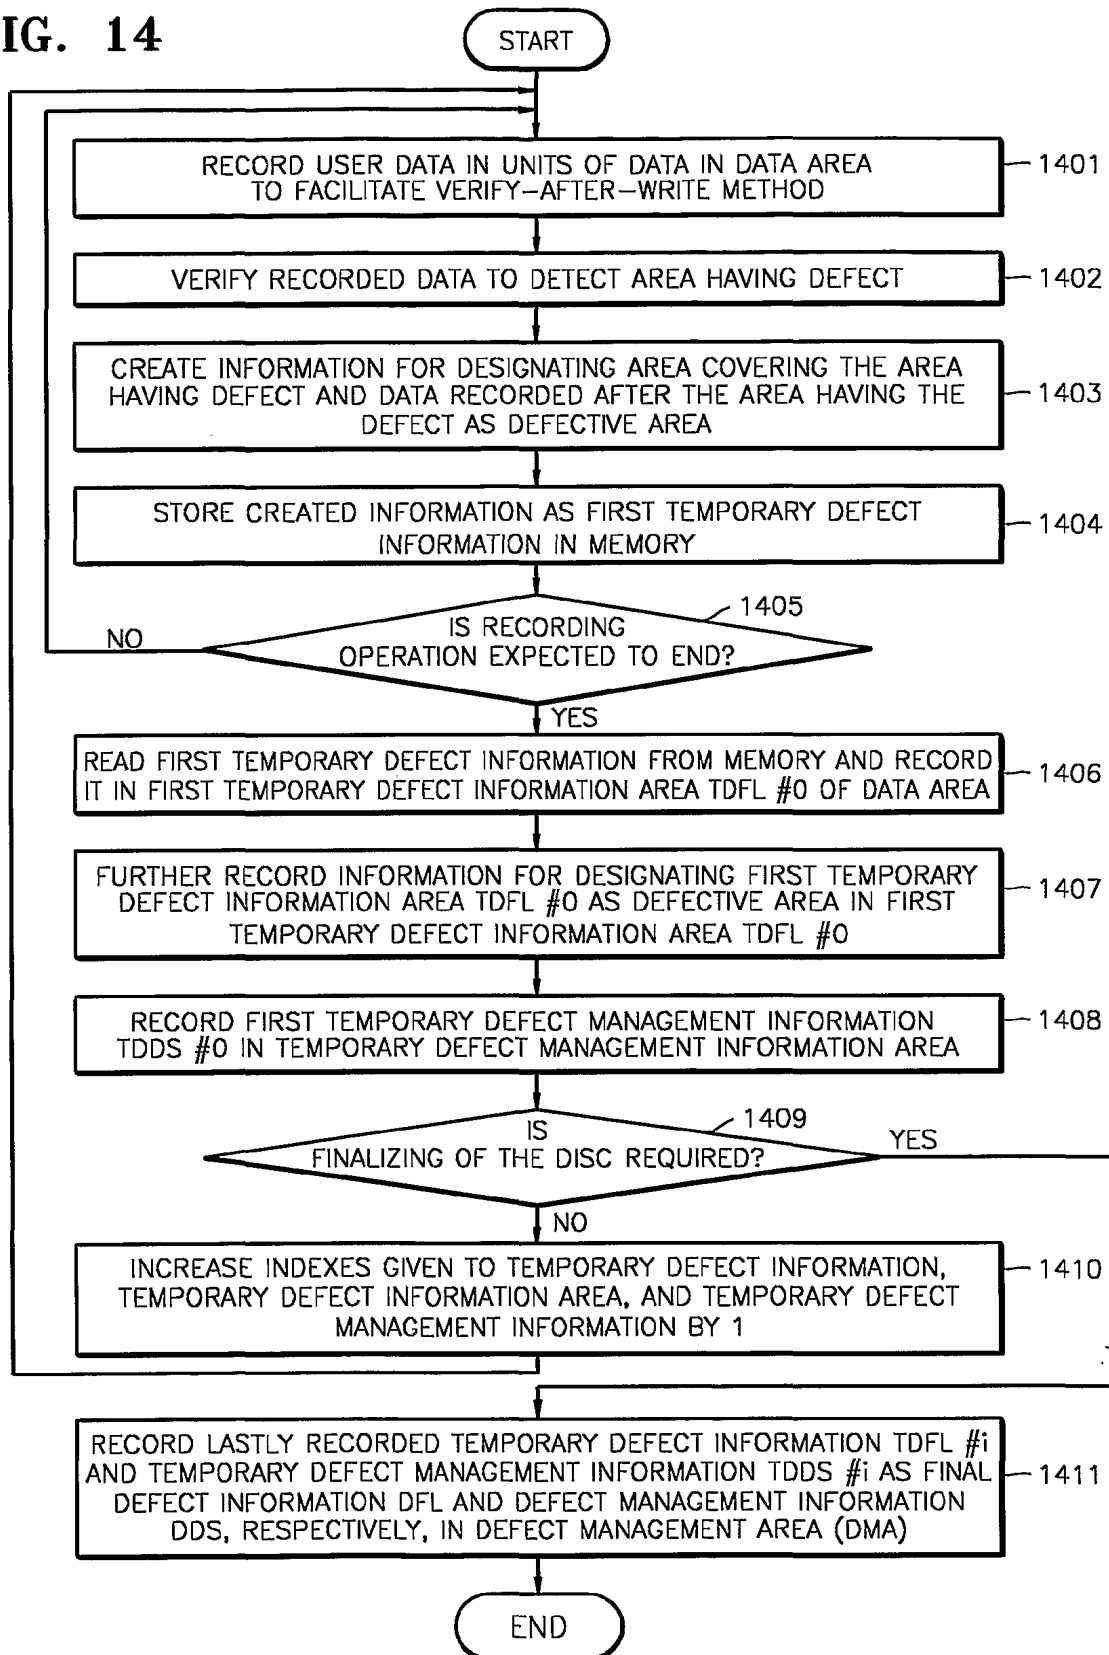 IG. 14
START
RECORD USER DATA IN UNITS OF DATA IN DATA AREA
TO FACILITATE VERIFY-AFTER-WRITE METHOD
1401
VERIFY RECORDED DATA TO DETECT AREA HAVING DEFECT
1402
CREATE INFORMATION FOR DESIGNATING AREA COVERING THE AREA
HAVING DEFECT AND DATA RECORDED AFTER THE AREA HAVING THE
DEFECT AS DEFECTIVE AREA
1403
STORE CREATED INFORMATION AS FIRST TEMPORARY DEFECT
INFORMATION IN MEMORY
1404
1405
IS RECORDING
OPERATION EXPECTED TO END?
NO
YES
READ FIRST TEMPORARY DEFECT INFORMATION FROM MEMORY AND RECORD
IT IN FIRST TEMPORARY DEFECT INFORMATION AREA TDFL #0 OF DATA AREA
1406
FURTHER RECORD INFORMATION FOR DESIGNATING FIRST TEMPORARY
DEFECT INFORMATION AREA TDFL #0 AS DEFECTIVE AREA IN FIRST
TEMPORARY DEFECT INFORMATION AREA TDFL #0
1407
RECORD FIRST TEMPORARY DEFECT MANAGEMENT INFORMATION
TDDS #0 IN TEMPORARY DEFECT MANAGEMENT INFORMATION AREA
1408
1409
IS
FINALIZING OF THE DISC REQUIRED?
YES
NO
INCREASE INDEXES GIVEN TO TEMPORARY DEFECT INFORMATION,
TEMPORARY DEFECT INFORMATION AREA, AND TEMPORARY DEFECT
MANAGEMENT INFORMATION BY 1
1410
RECORD LASTLY RECORDED TEMPORARY DEFECT INFORMATION TDFL #i
AND TEMPORARY DEFECT MANAGEMENT INFORMATION TDDS #i AS FINAL
DEFECT INFORMATION DFL AND DEFECT MANAGEMENT INFORMATION
DDS, RESPECTIVELY, IN DEFECT MANAGEMENT AREA (DMA)
1411
END